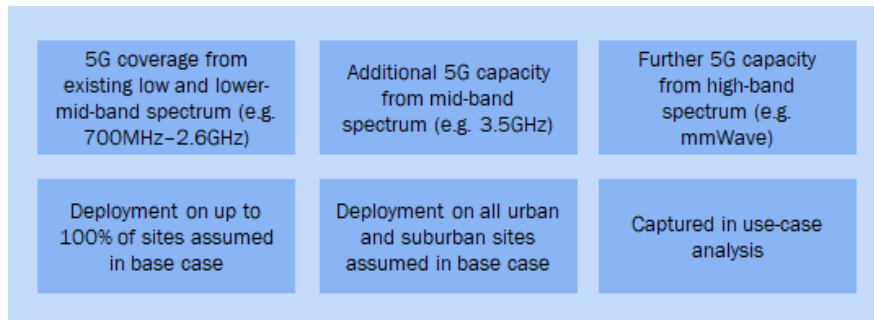 5G coverage from
existing low and lower-
mid-band spectrum (e.g.
700MHz–2.6GHz)
Additional 5G capacity
from mid-band
spectrum (e.g. 3.5GHz)
Further 5G capacity
from high-band
spectrum (e.g.
mmWave)
Deployment on up to
100% of sites assumed
in base case
Deployment on all urban
and suburban sites
assumed in base case
Captured in use-case
analysis